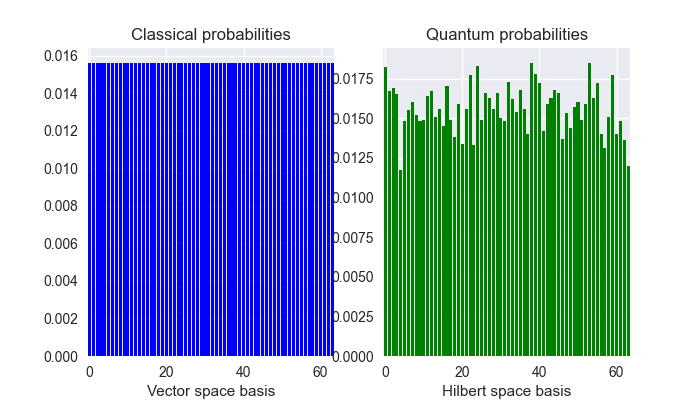 Classical probabilities
0.016
0.014
0.012
0.010
0.008
0.006
0.004
0.002
0.000
0 20 40 60
Vector space basis
Quantum probabilities
0.0175
0.0150
0.0125
0.0100
0.0075
0.0050
0.0025
0.0000
0 20 40 60
Hilbert space basis